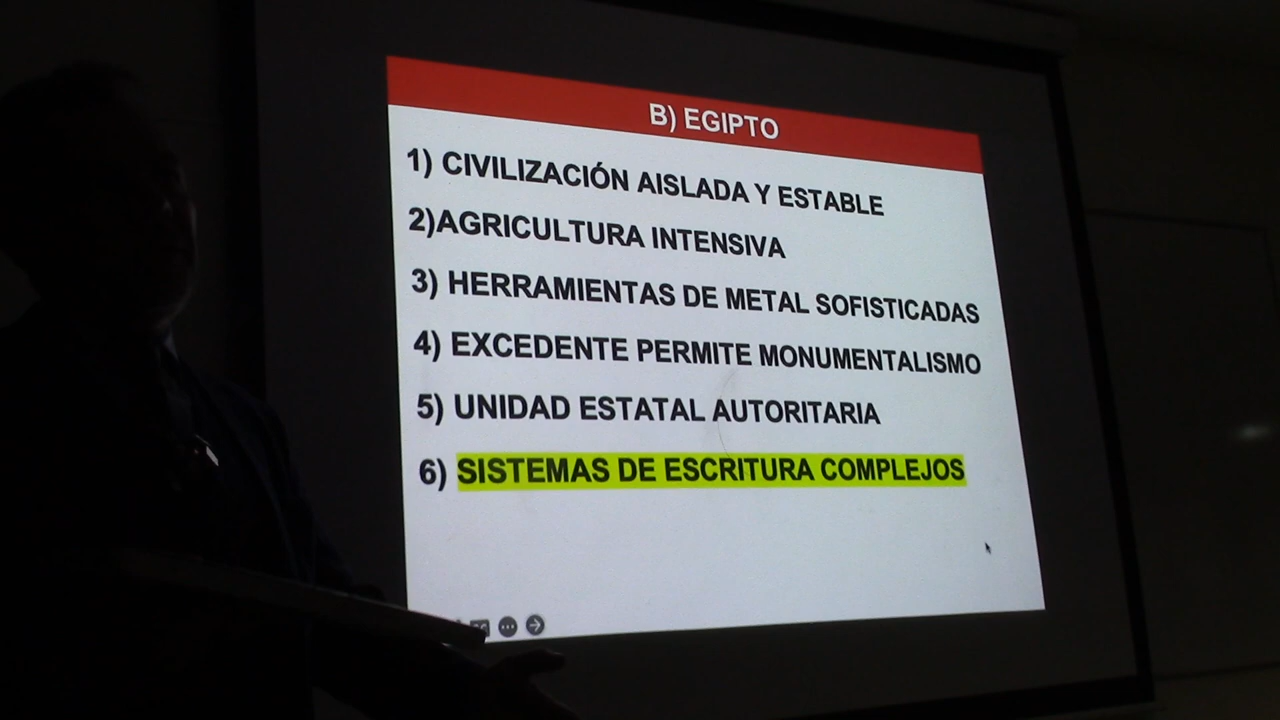 B) EGIPTO
1) CIVILIZACIÓN AISLADA Y ESTABLE
2)AGRICULTURA INTENSIVA
3) HERRAMIENTAS DE METAL SOFISTICADAS
4) EXCEDENTE PERMITE MONUMENTALISMO
5) UNIDAD ESTATAL AUTORITARIA
6) SISTEMAS DE ESCRITURA COMPLEJOS